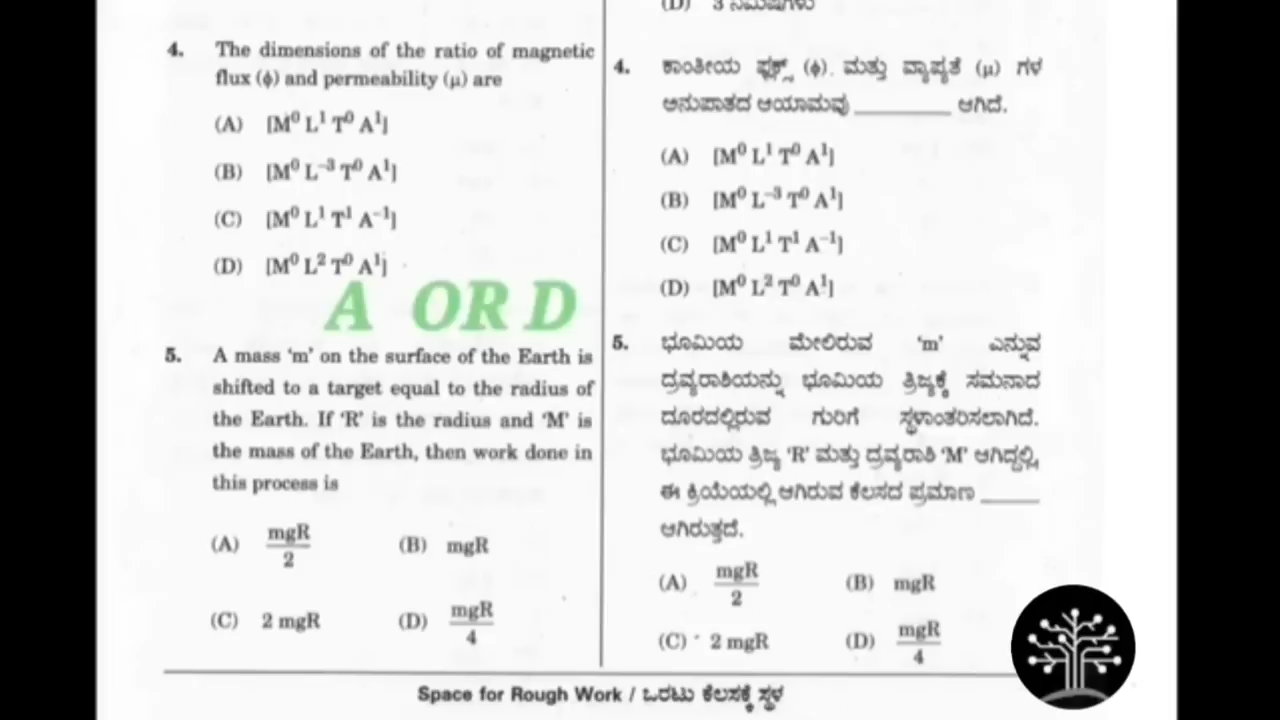 (D) 3 ನಿಮಿಷಗಳು
4. The dimensions of the ratio of magnetic
flux (ϕ) and permeability (μ) are
(A) [M⁰ L¹ T⁰ A¹]
(B) [M⁰ L⁻³ T⁰ A¹]
(C) [M⁰ L¹ T¹ A⁻¹]
(D) [M⁰ L² T⁰ A¹]
A OR D
5. A mass ‘m’ on the surface of the Earth is
shifted to a target equal to the radius of
the Earth. If ‘R’ is the radius and ‘M’ is
the mass of the Earth, then work done in
this process is
(A) mgR/2 (B) mgR
(C) 2 mgR (D) mgR/4
4. ಕಾಂತೀಯ ಫ್ಲಕ್ಸ್ (ϕ). ಮತ್ತು ವ್ಯಾಪ್ಯತೆ (μ) ಗಳ
ಅನುಪಾತದ ಆಯಾಮವು ________ ಆಗಿದೆ.
(A) [M⁰ L¹ T⁰ A¹]
(B) [M⁰ L⁻³ T⁰ A¹]
(C) [M⁰ L¹ T¹ A⁻¹]
(D) [M⁰ L² T⁰ A¹]
5. ಭೂಮಿಯ ಮೇಲಿರುವ ‘m’ ಎನ್ನುವ
ದ್ರವ್ಯರಾಶಿಯನ್ನು ಭೂಮಿಯ ತ್ರಿಜ್ಯಕ್ಕೆ ಸಮನಾದ
ದೂರದಲ್ಲಿರುವ ಗುರಿಗೆ ಸ್ಥಳಾಂತರಿಸಲಾಗಿದೆ.
ಭೂಮಿಯ ತ್ರಿಜ್ಯ ‘R’ ಮತ್ತು ದ್ರವ್ಯರಾಶಿ ‘M’ ಆಗಿದ್ದಲ್ಲಿ,
ಈ ಕ್ರಿಯೆಯಲ್ಲಿ ಆಗಿರುವ ಕೆಲಸದ ಪ್ರಮಾಣ _____
ಆಗಿರುತ್ತದೆ.
(A) mgR/2 (B) mgR
(C) 2 mgR (D) mgR/4
Space for Rough Work / ಒರಟು ಕೆಲಸಕ್ಕೆ ಸ್ಥಳ